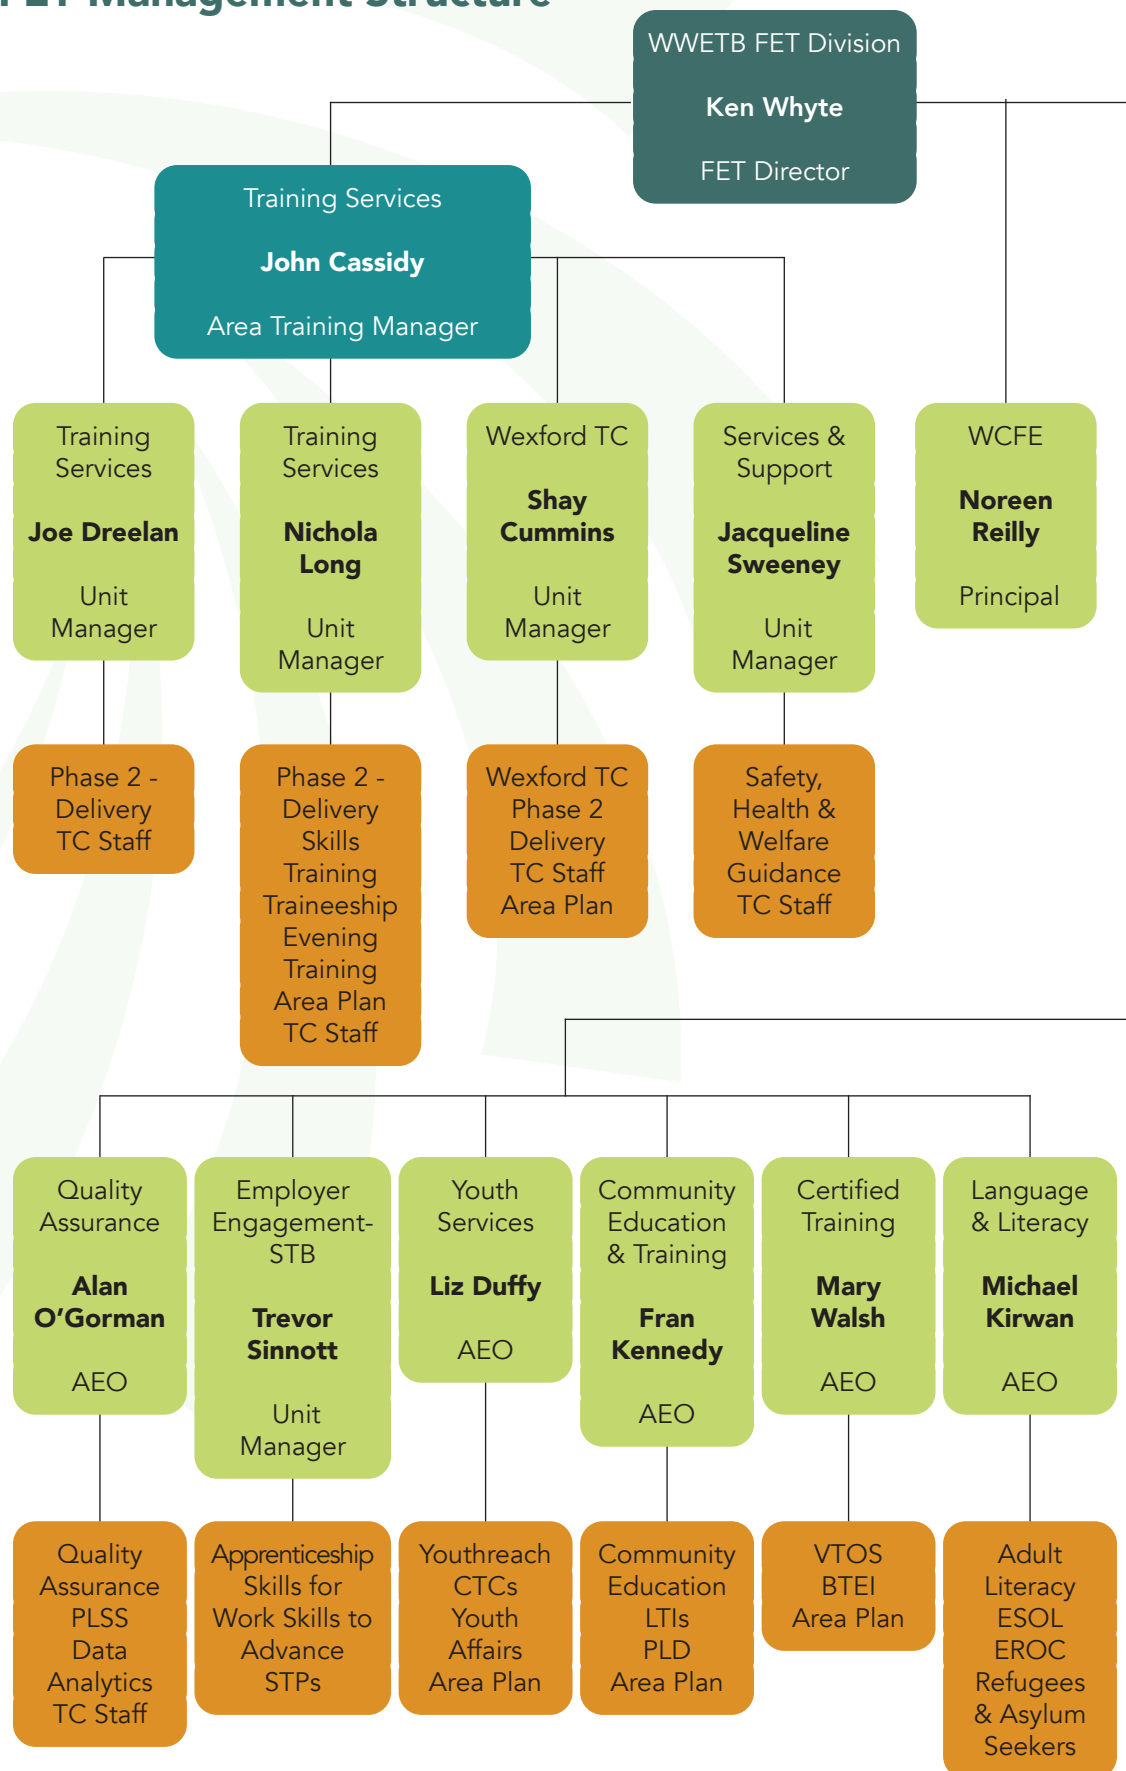 FET Management Structure
WWETB FET Division
Ken Whyte
FET Director
Training Services
John Cassidy
Area Training Manager
Training
Services
Joe Dreelan
Unit
Manager
Training
Services
Nichola
Long
Unit
Manager
Wexford TC
Shay
Cummins
Unit
Manager
Services &
Support
Jacqueline
Sweeney
Unit
Manager
WCFE
Noreen
Reilly
Principal
Phase 2 -
Delivery
TC Staff
Phase 2 -
Delivery
Skills
Training
Traineeship
Evening
Training
Area Plan
TC Staff
Wexford TC
Phase 2
Delivery
TC Staff
Area Plan
Safety,
Health &
Welfare
Guidance
TC Staff
Quality
Assurance
Alan
O’Gorman
AEO
Employer
Engagement-
STB
Trevor
Sinnott
Unit
Manager
Youth
Services
Liz Duffy
AEO
Community
Education
& Training
Fran
Kennedy
AEO
Certified
Training
Mary
Walsh
AEO
Language
& Literacy
Michael
Kirwan
AEO
Quality
Assurance
PLSS
Data
Analytics
TC Staff
Apprenticeship
Skills for
Work Skills to
Advance
STPs
Youthreach
CTCs
Youth
Affairs
Area Plan
Community
Education
LTIs
PLD
Area Plan
VTOS
BTEI
Area Plan
Adult
Literacy
ESOL
EROC
Refugees
& Asylum
Seekers